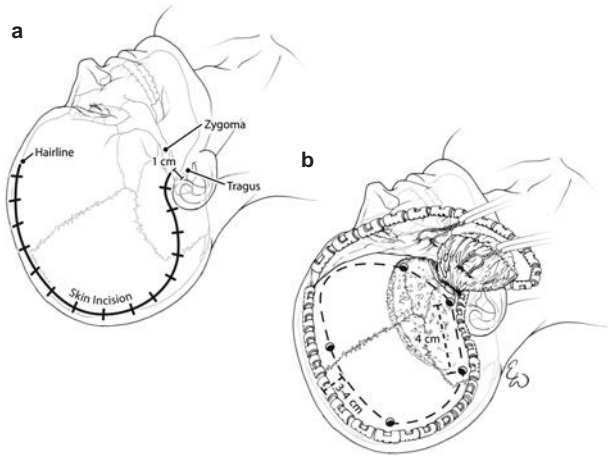 a
Zygoma
Hairline
1 cm
Tragus
Skin Incision
b
4 cm
3-4 cm